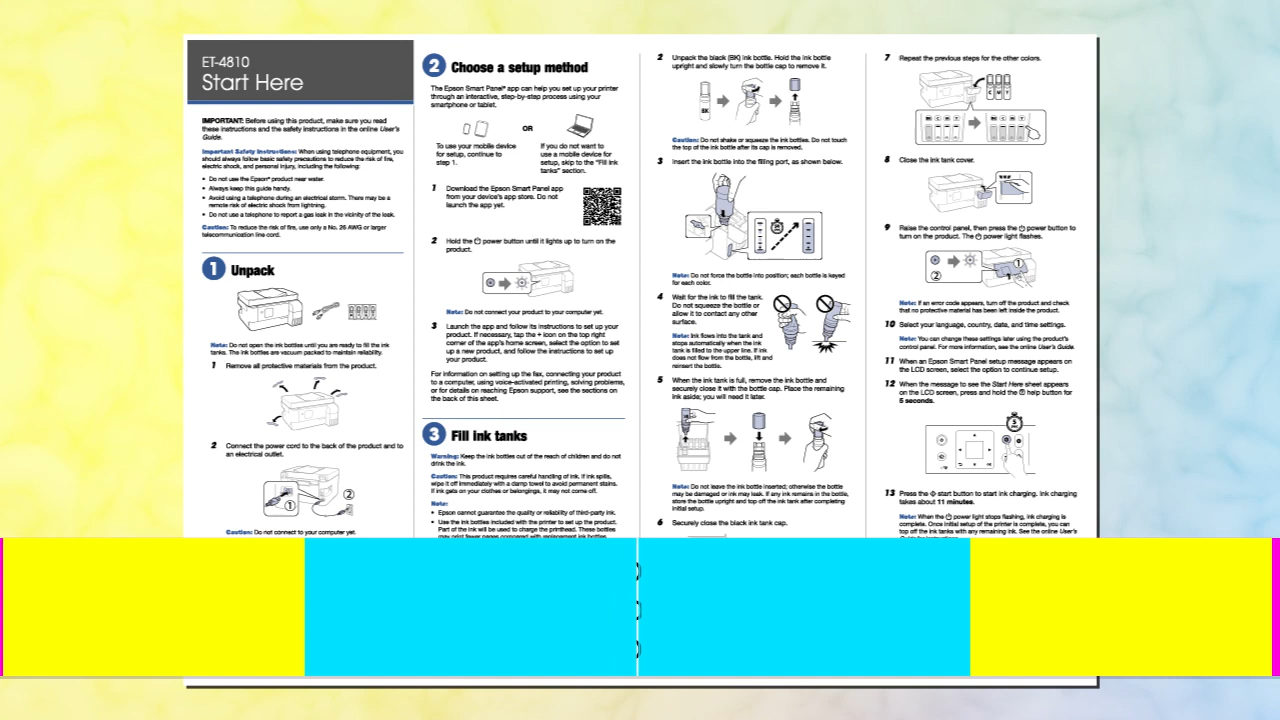 ET-4810
Start Here
IMPORTANT: Before using this product, make sure you read
these instructions and the safety instructions in the online User's
Guide.
Important Safety Instructions: When using telephone equipment, you
should always follow basic safety precautions to reduce the risk of fire,
electric shock, and personal injury, including the following:
• Do not use the Epson® product near water.
• Always keep this guide handy.
• Avoid using a telephone during an electrical storm. There may be a
remote risk of electric shock from lightning.
• Do not use a telephone to report a gas leak in the vicinity of the leak.
Caution: To reduce the risk of fire, use only a No. 26 AWG or larger
telecommunication line cord.
1 Unpack
Note: Do not open the ink bottles until you are ready to fill the ink
tanks. The ink bottles are vacuum packed to maintain reliability.
1 Remove all protective materials from the product.
2 Connect the power cord to the back of the product and to
an electrical outlet.
①
②
Caution: Do not connect to your computer yet.
2 Choose a setup method
The Epson Smart Panel® app can help you set up your printer
through an interactive, step-by-step process using your
smartphone or tablet.
OR
To use your mobile device
for setup, continue to
step 1.
If you do not want to
use a mobile device for
setup, skip to the "Fill ink
tanks" section.
1 Download the Epson Smart Panel app
from your device's app store. Do not
launch the app yet.
2 Hold the ⏻ power button until it lights up to turn on the
product.
Note: Do not connect your product to your computer yet.
3 Launch the app and follow its instructions to set up your
product. If necessary, tap the + icon on the top right
corner of the app's home screen, select the option to set
up a new product, and follow the instructions to set up
your product.
For information on setting up the fax, connecting your product
to a computer, using voice-activated printing, solving problems,
or for details on reaching Epson support, see the sections on
the back of this sheet.
3 Fill ink tanks
Warning: Keep the ink bottles out of the reach of children and do not
drink the ink.
Caution: This product requires careful handling of ink. If ink spills,
wipe it off immediately with a damp towel to avoid permanent stains.
If ink gets on your clothes or belongings, it may not come off.
Note:
• Epson cannot guarantee the quality or reliability of third-party ink.
• Use the ink bottles included with the printer to set up the product.
Part of the ink will be used to charge the printhead. These bottles
may print fewer pages compared with replacement ink bottles.
2 Unpack the black (BK) ink bottle. Hold the ink bottle
upright and slowly turn the bottle cap to remove it.
BK
Caution: Do not shake or squeeze the ink bottles. Do not touch
the top of the ink bottle after its cap is removed.
3 Insert the ink bottle into the filling port, as shown below.
Note: Do not force the bottle into position; each bottle is keyed
for each color.
4 Wait for the ink to fill the tank.
Do not squeeze the bottle or
allow it to contact any other
surface.
Note: Ink flows into the tank and
stops automatically when the ink
tank is filled to the upper line. If ink
does not flow from the bottle, lift and
reinsert the bottle.
5 When the ink tank is full, remove the ink bottle and
securely close it with the bottle cap. Place the remaining
ink aside; you will need it later.
Note: Do not leave the ink bottle inserted; otherwise the bottle
may be damaged or ink may leak. If any ink remains in the bottle,
store the bottle upright and top off the ink tank after completing
initial setup.
6 Securely close the black ink tank cap.
7 Repeat the previous steps for the other colors.
C M Y
8 Close the ink tank cover.
9 Raise the control panel, then press the ⏻ power button to
turn on the product. The ⏻ power light flashes.
①
②
Note: If an error code appears, turn off the product and check
that no protective material has been left inside the product.
10 Select your language, country, date, and time settings.
Note: You can change these settings later using the product's
control panel. For more information, see the online User's Guide.
11 When an Epson Smart Panel setup message appears on
the LCD screen, select the option to continue setup.
12 When the message to see the Start Here sheet appears
on the LCD screen, press and hold the ? help button for
5 seconds.
OK
13 Press the start button to start ink charging. Ink charging
takes about 11 minutes.
Note: When the ⏻ power light stops flashing, ink charging is
complete. Once initial setup of the printer is complete, you can
top off the ink tanks with any remaining ink. See the online User's